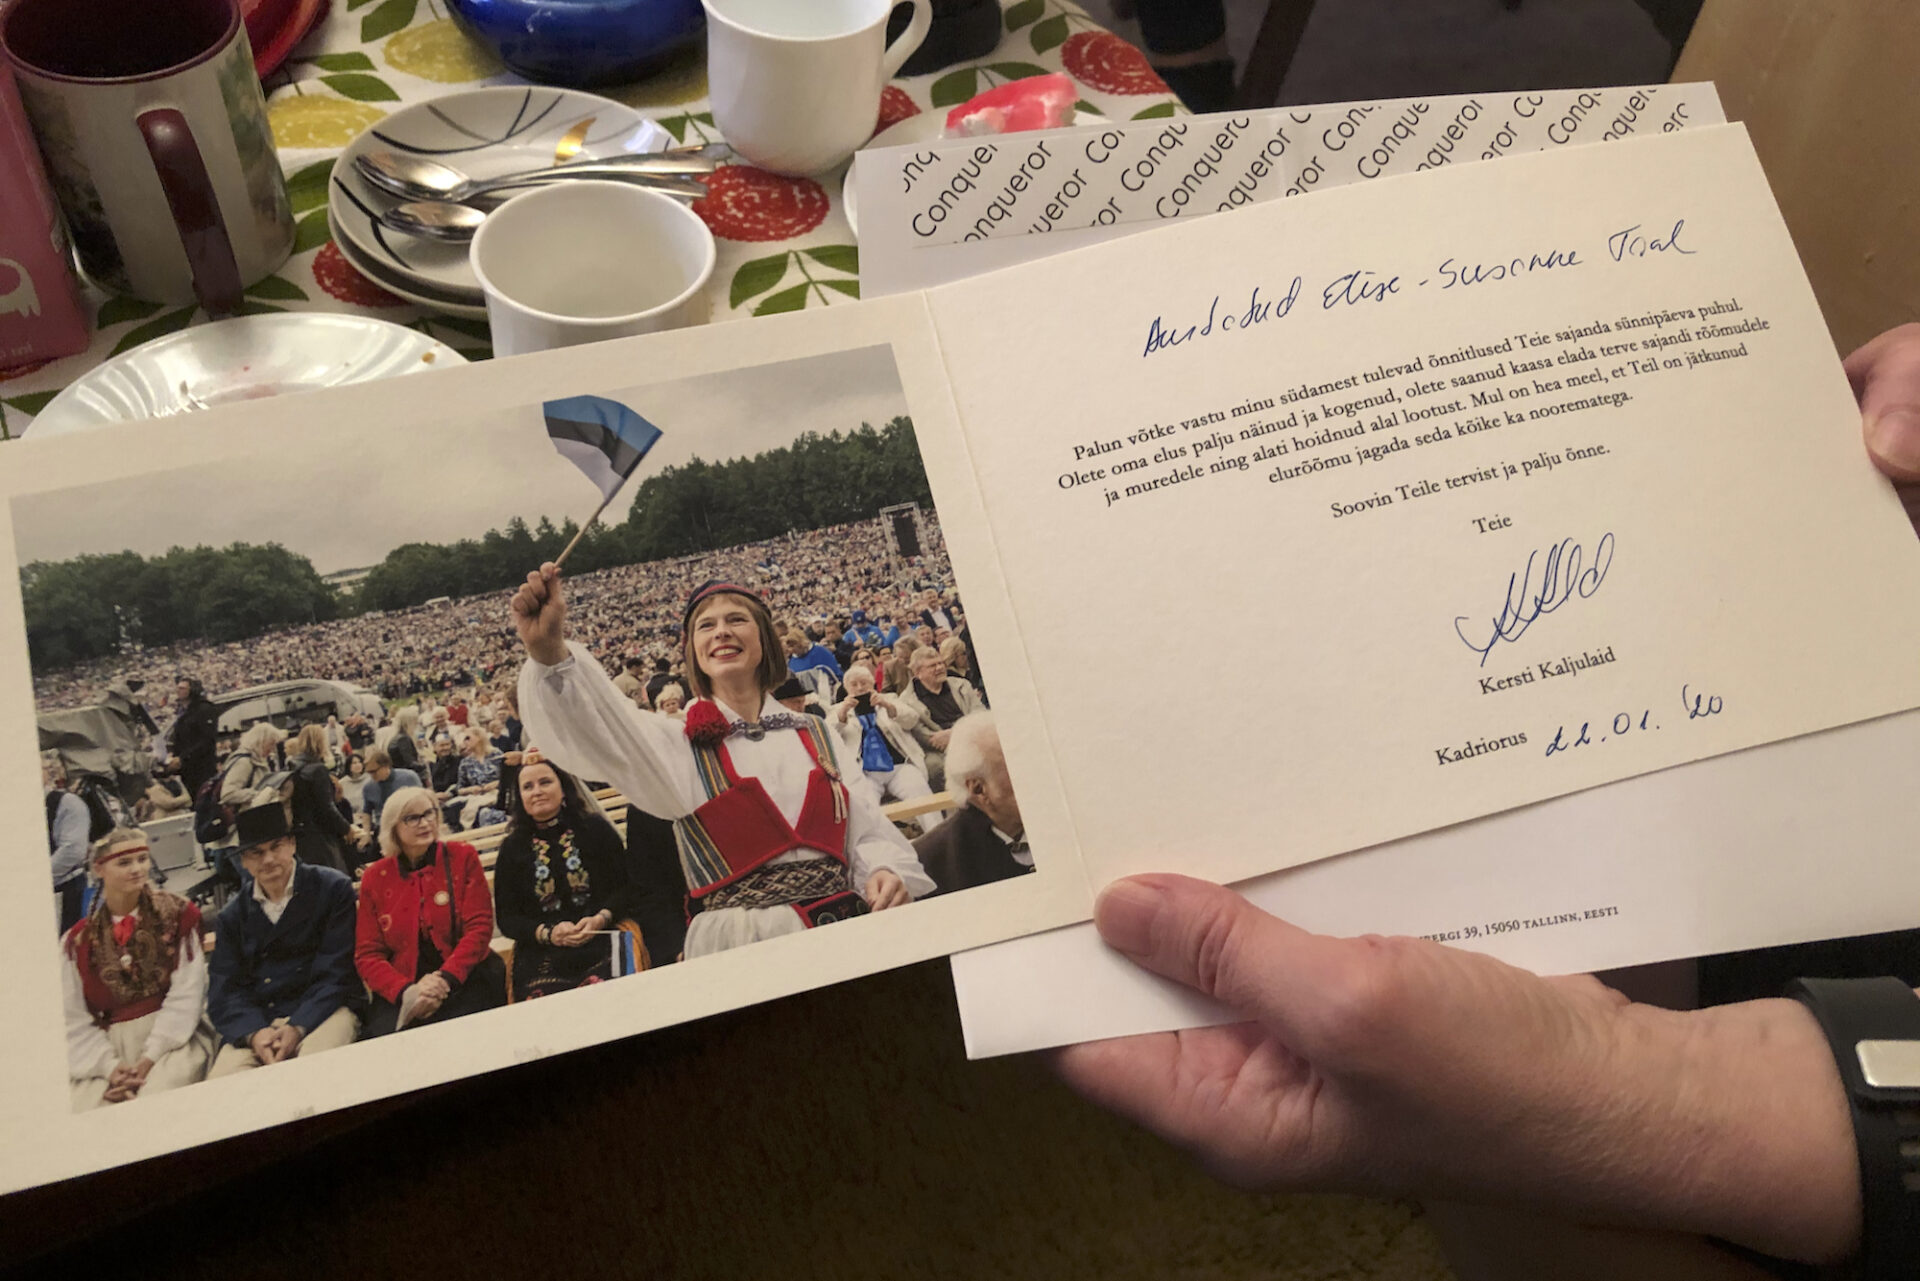 Conqueror
Austatud Elise-Susanne Taal
Palun võtke vastu minu südamest tulevad õnnitlused Teie sajanda sünnipäeva puhul.
Olete oma elus palju näinud ja kogenud, olete saanud kaasa elada terve sajandi rõõmudele
ja muredele ning alati hoidnud alal lootust. Mul on hea meel, et Teil on jätkunud
elurõõmu jagada seda kõike ka noorematega.
Soovin Teile tervist ja palju õnne.
Teie
Kersti Kaljulaid
Kadriorus 22.01.'20
39, 15050 TALLINN, EESTI